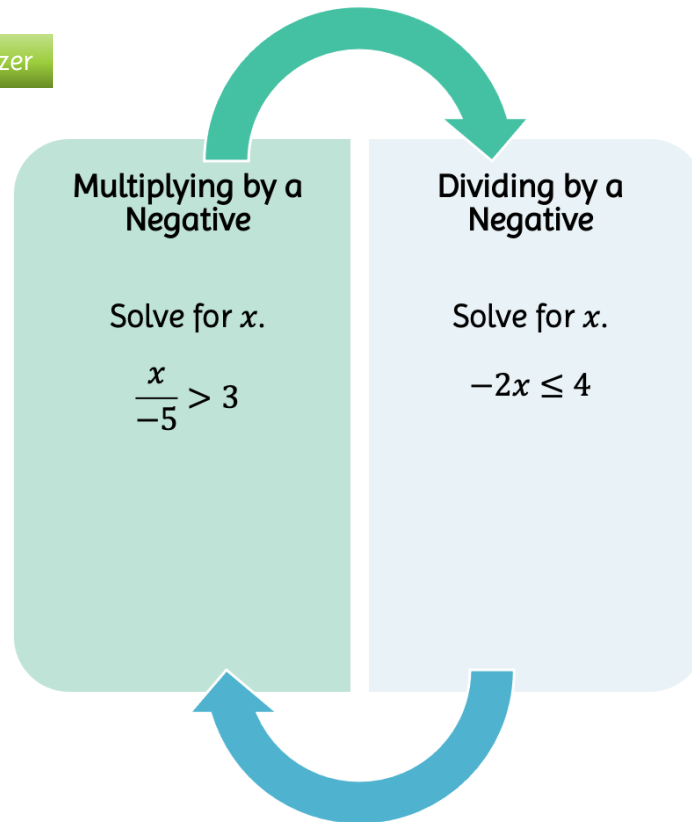 zer
Multiplying by a
Negative
Solve for x.
x/−5 > 3
Dividing by a
Negative
Solve for x.
−2x ≤ 4